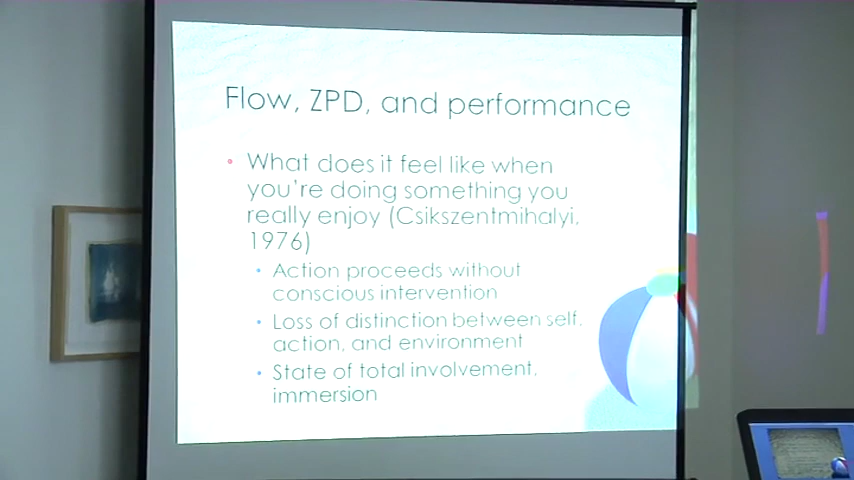 Flow, ZPD, and performance
What does it feel like when
you're doing something you
really enjoy (Csikszentmihalyi,
1976)
Action proceeds without
conscious intervention
Loss of distinction between self,
action, and environment
State of total involvement,
immersion